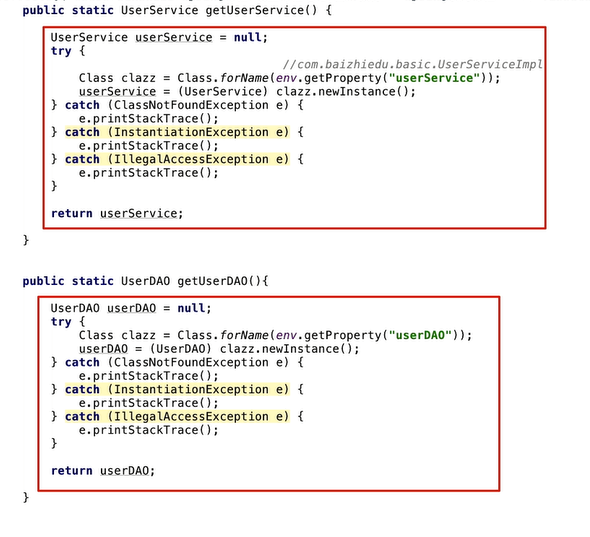 public static UserService getUserService() {
UserService userService = null;
try {
//com.baizhiedu.basic.UserServiceImpl
Class clazz = Class.forName(env.getProperty("userService"));
userService = (UserService) clazz.newInstance();
} catch (ClassNotFoundException e) {
e.printStackTrace();
} catch (InstantiationException e) {
e.printStackTrace();
} catch (IllegalAccessException e) {
e.printStackTrace();
}
return userService;
}
public static UserDAO getUserDAO(){
UserDAO userDAO = null;
try {
Class clazz = Class.forName(env.getProperty("userDAO"));
userDAO = (UserDAO) clazz.newInstance();
} catch (ClassNotFoundException e) {
e.printStackTrace();
} catch (InstantiationException e) {
e.printStackTrace();
} catch (IllegalAccessException e) {
e.printStackTrace();
}
return userDAO;
}